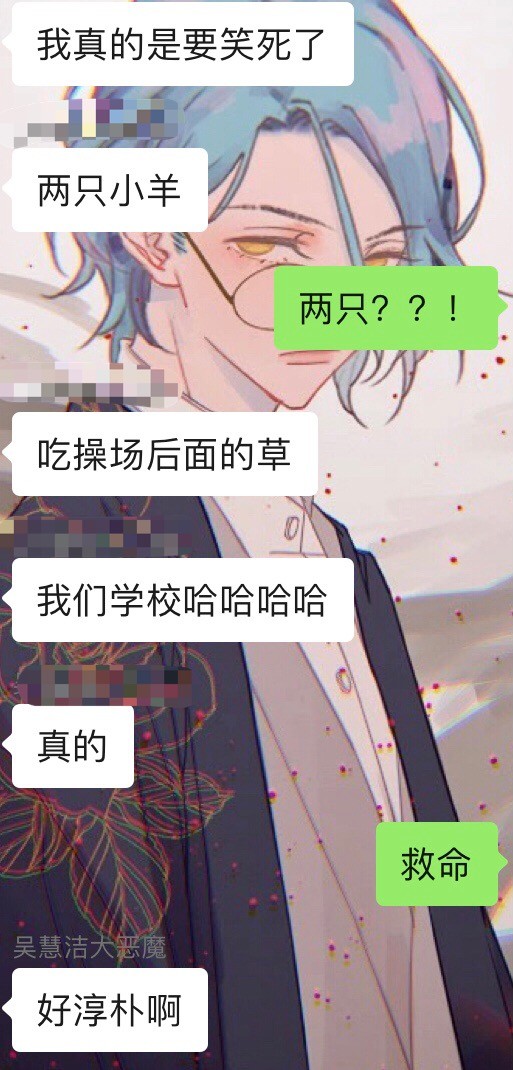 我真的是要笑死了
两只小羊
两只？？！
吃操场后面的草
我们学校哈哈哈哈
真的
救命
吴慧洁大恶魔
好淳朴啊